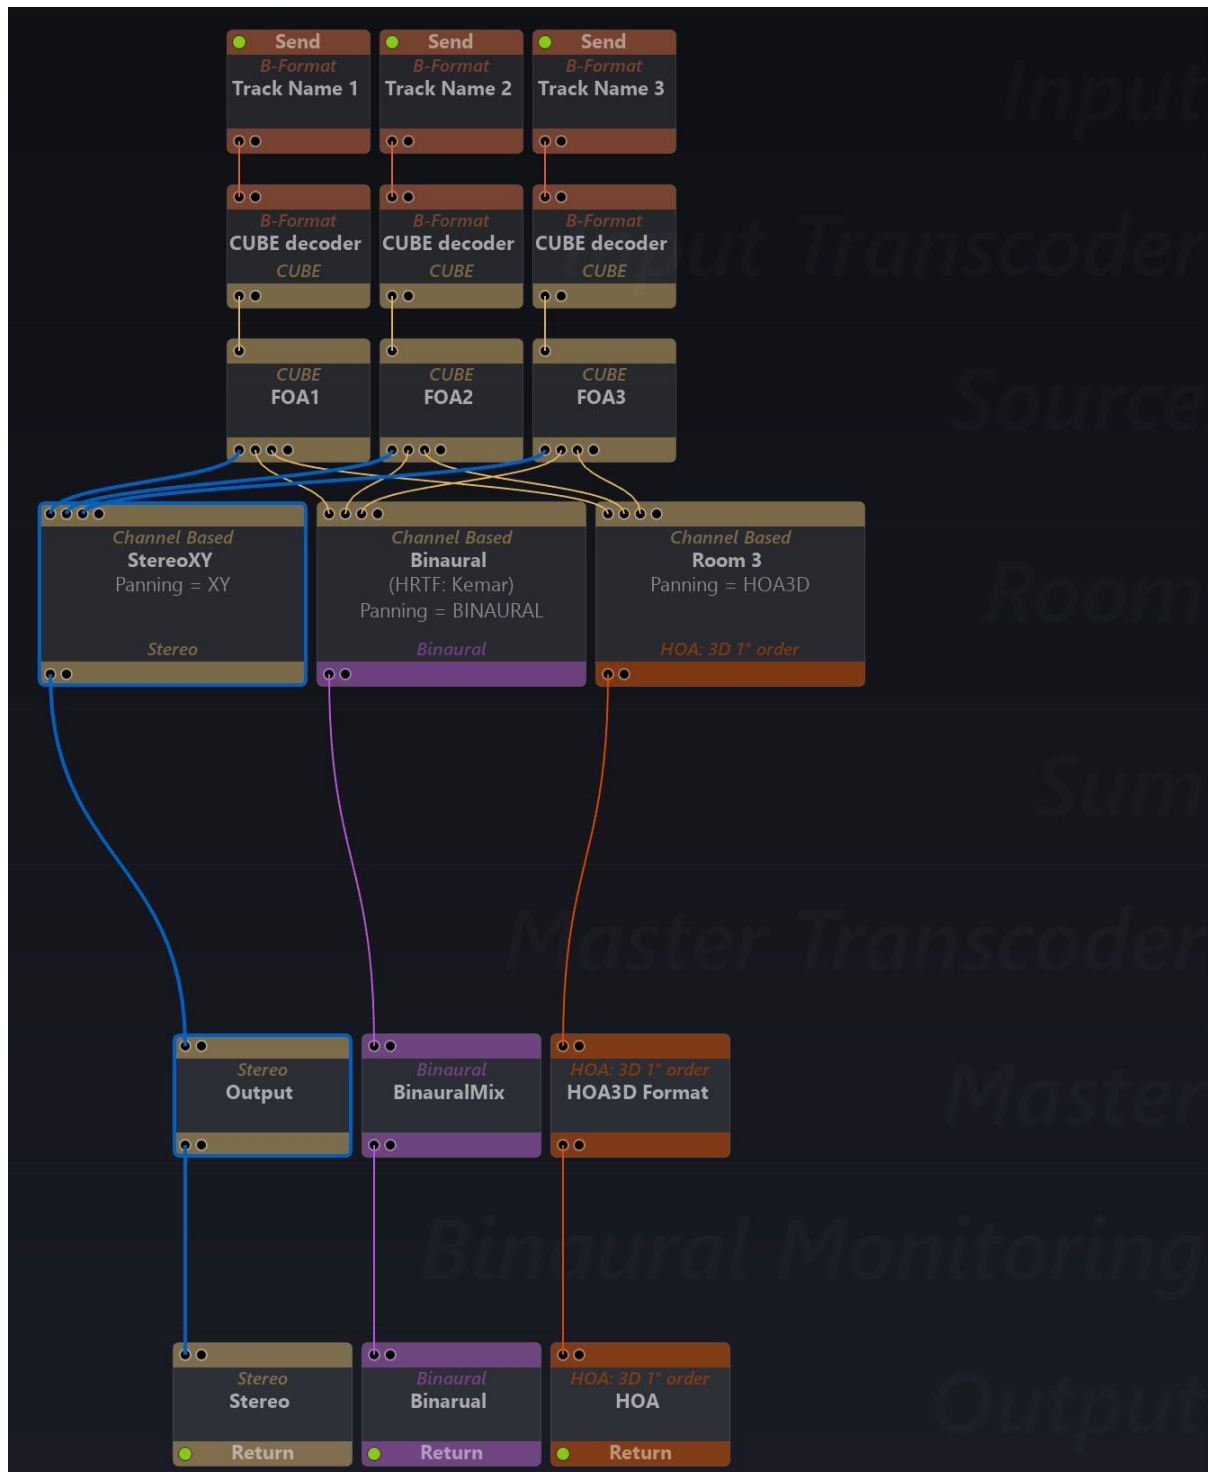 Send
Send
Send
B-Format
B-Format
B-Format
Track Name 1
Track Name 2
Track Name 3
Input
B-Format
B-Format
B-Format
CUBE decoder
CUBE decoder
CUBE decoder
Input Transcoder
CUBE
CUBE
CUBE
CUBE
CUBE
CUBE
FOA1
FOA2
FOA3
Source
Channel Based
Channel Based
Channel Based
StereoXY
Binaural
Room 3
Panning = XY
(HRTF: Kemar)
Panning = HOA3D
Panning = BINAURAL
Room
Stereo
Binaural
HOA: 3D 1° order
Sum
Master Transcoder
Stereo
Binaural
HOA: 3D 1° order
Output
BinauralMix
HOA3D Format
Master
Binaural Monitoring
Stereo
Binaural
HOA: 3D 1° order
Stereo
Binarual
HOA
Output
Return
Return
Return